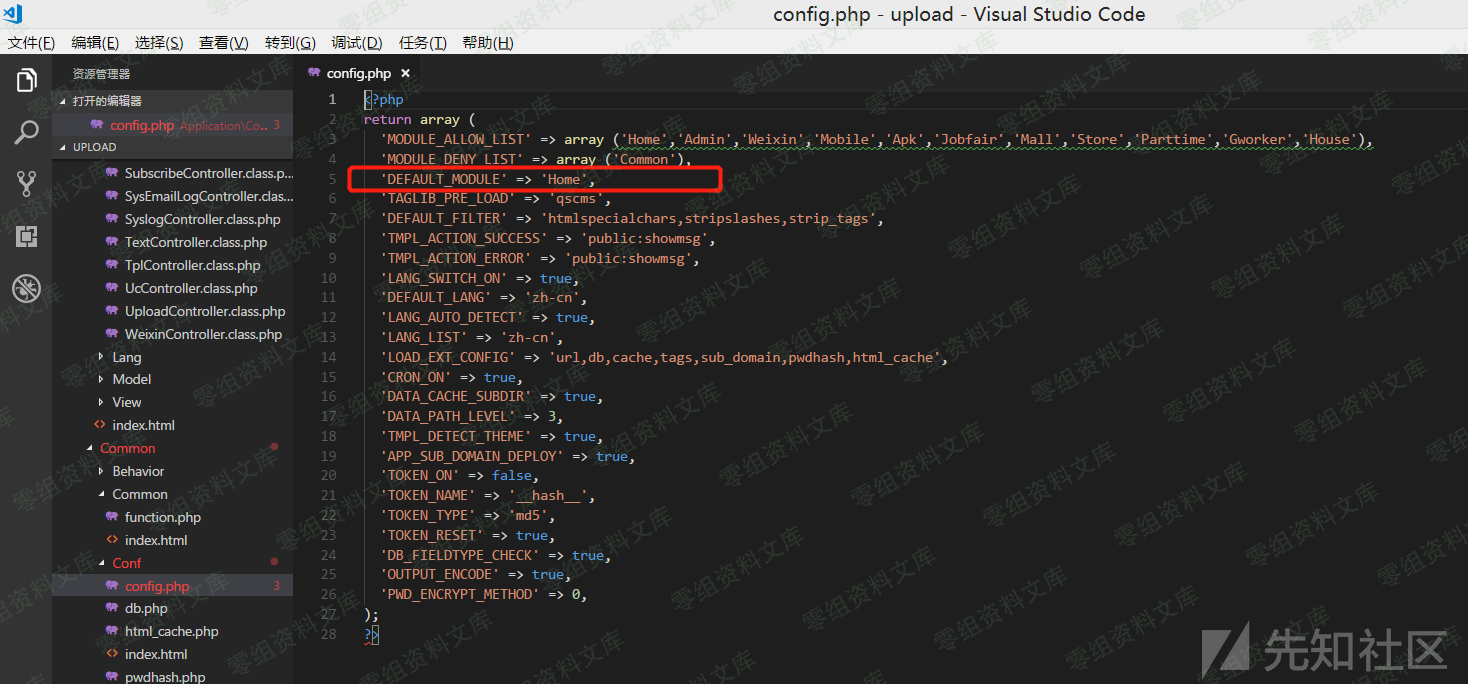 config.php - upload - Visual Studio Code
文件(F) 编辑(E) 选择(S) 查看(V) 转到(G) 调试(D) 任务(T) 帮助(H)
资源管理器
打开的编辑器
config.php Application\Co... 3
UPLOAD
SubscribeController.class.p...
SysEmailLogController.clas...
SyslogController.class.php
TextController.class.php
TplController.class.php
UcController.class.php
UploadController.class.php
WeixinController.class.php
Lang
Model
View
index.html
Common
Behavior
Common
function.php
index.html
Conf
config.php 3
db.php
html_cache.php
index.html
pwdhash.php
config.php ×
1 <?php
2 return array (
3 'MODULE_ALLOW_LIST' => array ('Home','Admin','Weixin','Mobile','Apk','Jobfair','Mall','Store','Parttime','Gworker','House'),
4 'MODULE_DENY_LIST' => array ('Common'),
5 'DEFAULT_MODULE' => 'Home',
6 'TAGLIB_PRE_LOAD' => 'qscms',
7 'DEFAULT_FILTER' => 'htmlspecialchars,stripslashes,strip_tags',
8 'TMPL_ACTION_SUCCESS' => 'public:showmsg',
9 'TMPL_ACTION_ERROR' => 'public:showmsg',
10 'LANG_SWITCH_ON' => true,
11 'DEFAULT_LANG' => 'zh-cn',
12 'LANG_AUTO_DETECT' => true,
13 'LANG_LIST' => 'zh-cn',
14 'LOAD_EXT_CONFIG' => 'url,db,cache,tags,sub_domain,pwdhash,html_cache',
15 'CRON_ON' => true,
16 'DATA_CACHE_SUBDIR' => true,
17 'DATA_PATH_LEVEL' => 3,
18 'TMPL_DETECT_THEME' => true,
19 'APP_SUB_DOMAIN_DEPLOY' => true,
20 'TOKEN_ON' => false,
21 'TOKEN_NAME' => '__hash__',
22 'TOKEN_TYPE' => 'md5',
23 'TOKEN_RESET' => true,
24 'DB_FIELDTYPE_CHECK' => true,
25 'OUTPUT_ENCODE' => true,
26 'PWD_ENCRYPT_METHOD' => 0,
27 );
28 ?>
零组资料文库
先知社区